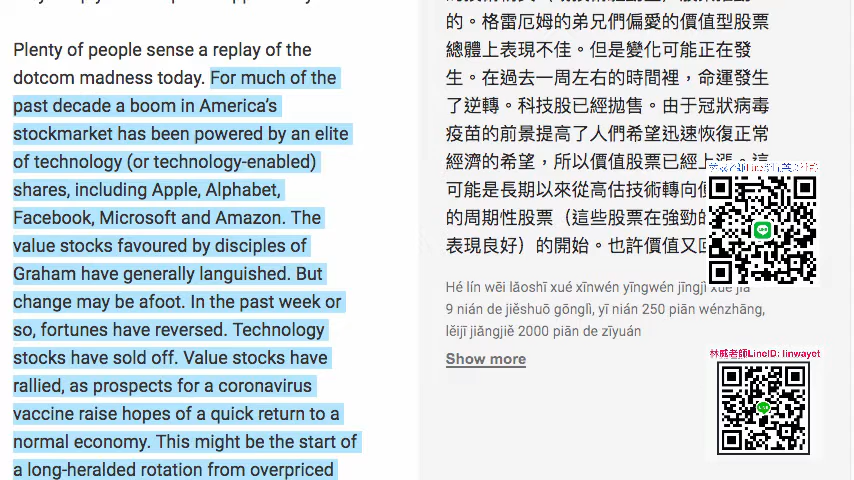 Plenty of people sense a replay of the
dotcom madness today. For much of the
past decade a boom in America's
stockmarket has been powered by an elite
of technology (or technology-enabled)
shares, including Apple, Alphabet,
Facebook, Microsoft and Amazon. The
value stocks favoured by disciples of
Graham have generally languished. But
change may be afoot. In the past week or
so, fortunes have reversed. Technology
stocks have sold off. Value stocks have
rallied, as prospects for a coronavirus
vaccine raise hopes of a quick return to a
normal economy. This might be the start of
a long-heralded rotation from overpriced
的。格雷厄姆的弟兄們偏愛的價值型股票
總體上表現不佳。但是變化可能正在發
生。在過去一周左右的時間裡，命運發生
了逆轉。科技股已經拋售。由于冠狀病毒
疫苗的前景提高了人們希望迅速恢復正常
經濟的希望，所以價值股票已經上漲。這
可能是長期以來從高估技術轉向
的周期性股票（這些股票在強勁的
表現良好）的開始。也許價值又
Hé lín wēi lǎoshī xué xīnwén yīngwén jīngjì xué jiā
9 nián de jiěshuō gōnglì, yī nián 250 piān wénzhāng,
lěijī jiǎngjiě 2000 piān de zīyuán
Show more
林威老師LineID: linwayet